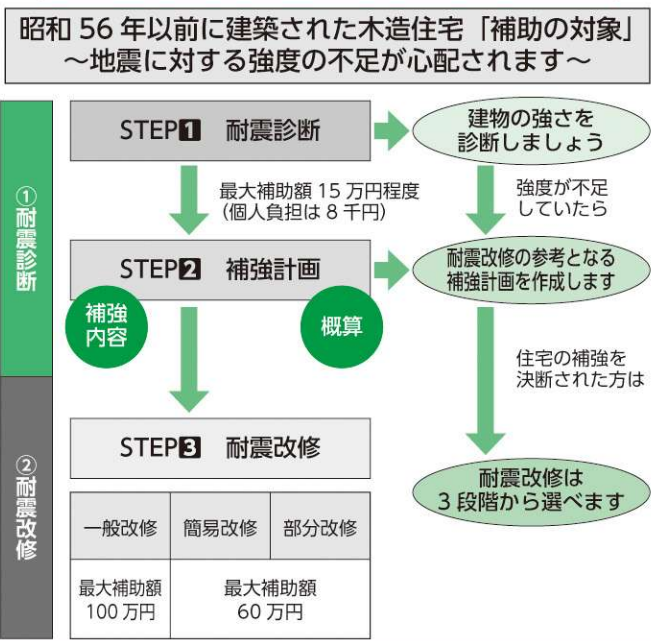 昭和 56 年以前に建築された木造住宅「補助の対象」
～地震に対する強度の不足が心配されます～
①耐震診断
STEP1 耐震診断
建物の強さを
診断しましょう
最大補助額 15 万円程度
（個人負担は 8 千円）
強度が不足
していたら
STEP2 補強計画
耐震改修の参考となる
補強計画を作成します
補強
内容
概算
住宅の補強を
決断された方は
②耐震改修
STEP3 耐震改修
耐震改修は
3 段階から選べます
一般改修 簡易改修 部分改修
最大補助額
100 万円
最大補助額
60 万円